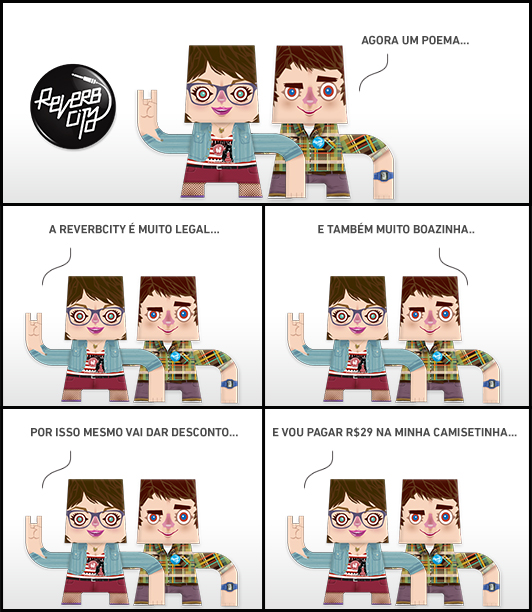 AGORA UM POEMA...
Reverb
City
A REVERBCITY É MUITO LEGAL...
E TAMBÉM MUITO BOAZINHA..
POR ISSO MESMO VAI DAR DESCONTO...
E VOU PAGAR R$29 NA MINHA CAMISETINHA...